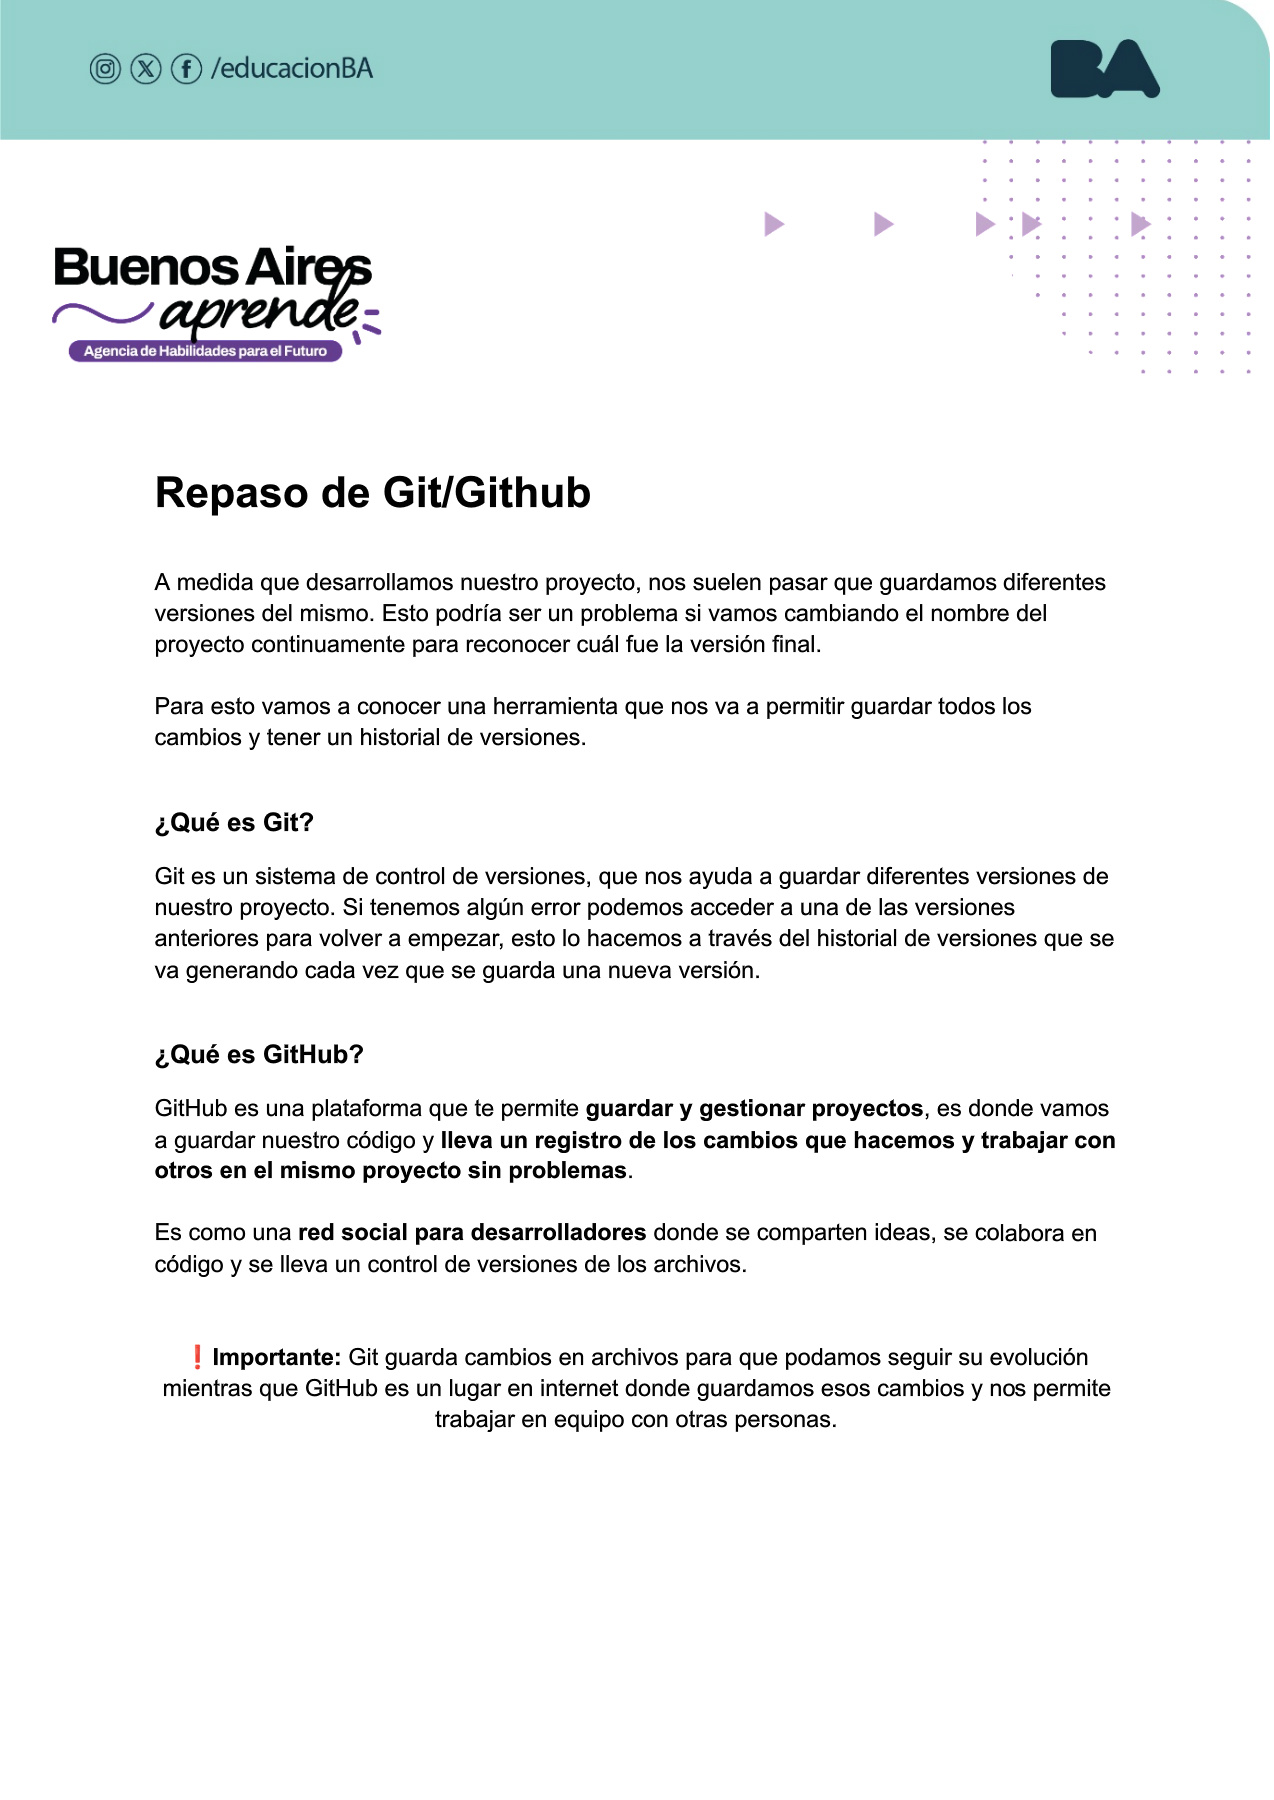 /educacionBA
BA
Buenos Aires
aprende
Agencia de Habilidades para el Futuro
Repaso de Git/Github
A medida que desarrollamos nuestro proyecto, nos suelen pasar que guardamos diferentes
versiones del mismo. Esto podría ser un problema si vamos cambiando el nombre del
proyecto continuamente para reconocer cuál fue la versión final.
Para esto vamos a conocer una herramienta que nos va a permitir guardar todos los
cambios y tener un historial de versiones.
¿Qué es Git?
Git es un sistema de control de versiones, que nos ayuda a guardar diferentes versiones de
nuestro proyecto. Si tenemos algún error podemos acceder a una de las versiones
anteriores para volver a empezar, esto lo hacemos a través del historial de versiones que se
va generando cada vez que se guarda una nueva versión.
¿Qué es GitHub?
GitHub es una plataforma que te permite guardar y gestionar proyectos, es donde vamos
a guardar nuestro código y lleva un registro de los cambios que hacemos y trabajar con
otros en el mismo proyecto sin problemas.
Es como una red social para desarrolladores donde se comparten ideas, se colabora en
código y se lleva un control de versiones de los archivos.
❗Importante: Git guarda cambios en archivos para que podamos seguir su evolución
mientras que GitHub es un lugar en internet donde guardamos esos cambios y nos permite
trabajar en equipo con otras personas.